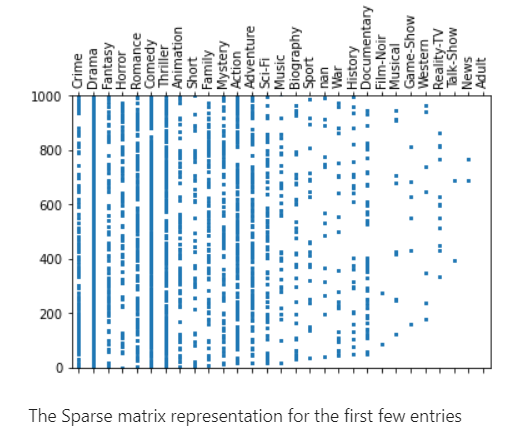 Crime
Drama
Fantasy
Horror
Romance
Comedy
Thriller
Animation
Short
Family
Mystery
Action
Adventure
Sci-Fi
Music
Biography
Sport
nan
War
History
Documentary
Film-Noir
Musical
Game-Show
Western
Reality-TV
Talk-Show
News
Adult
1000
800
600
400
200
0
The Sparse matrix representation for the first few entries